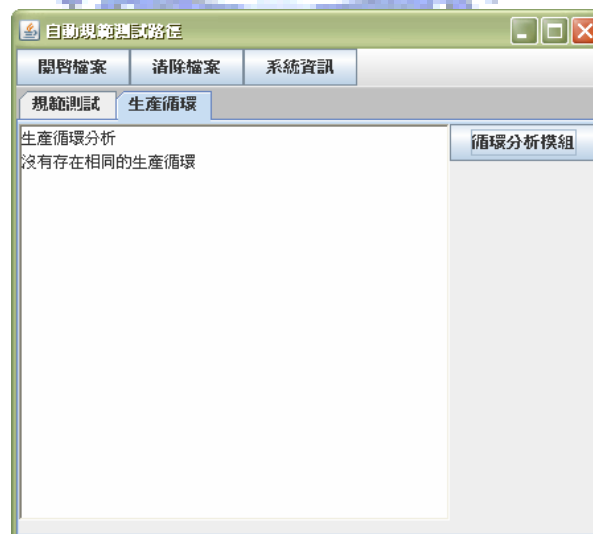 自動規範測試路徑
開啓檔案 清除檔案 系統資訊
規範測試 生產循環
生產循環分析
沒有存在相同的生產循環
循環分析模組